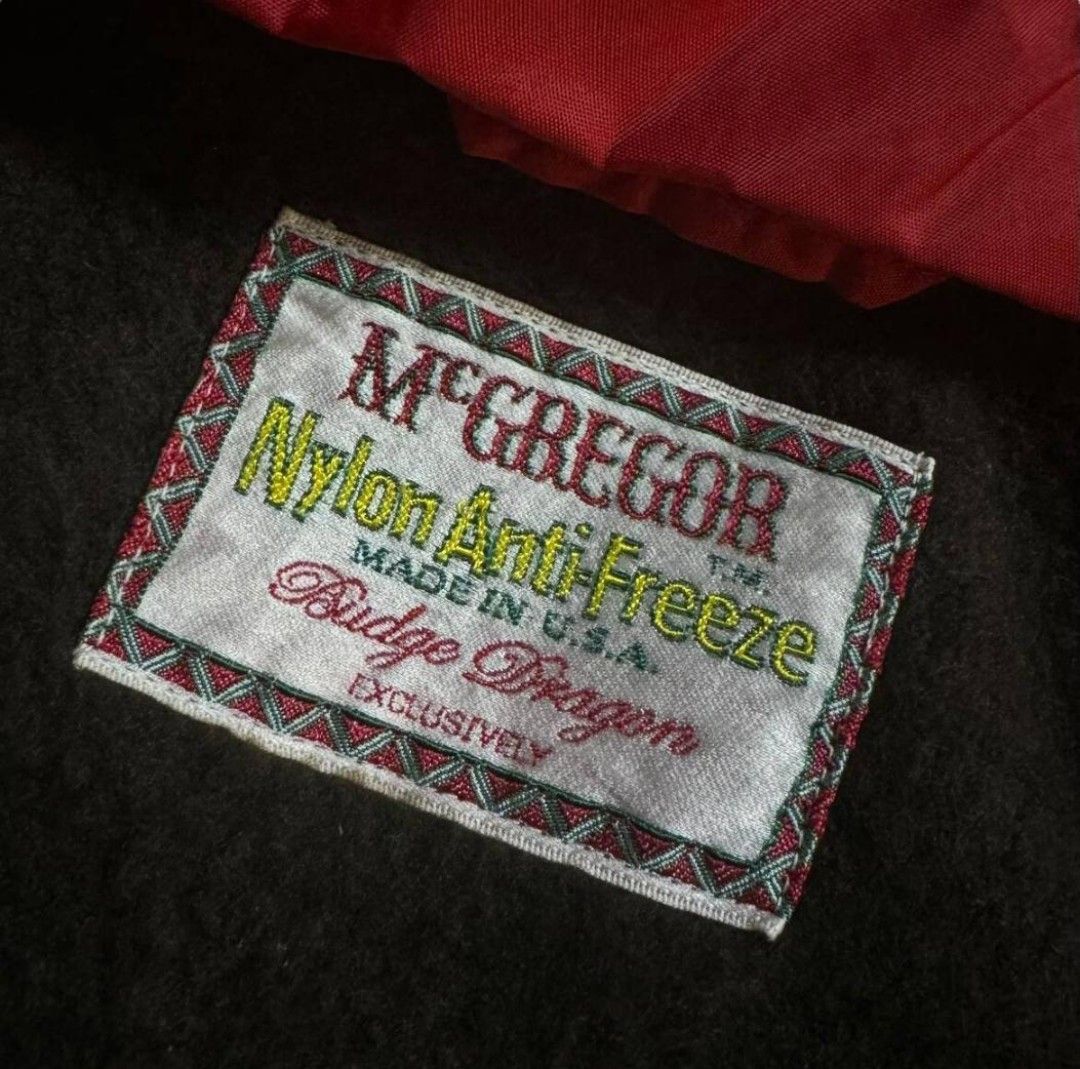 McGREGOR
T.M.
Nylon Anti-Freeze
MADE IN U.S.A.
Budge Dragon
EXCLUSIVELY